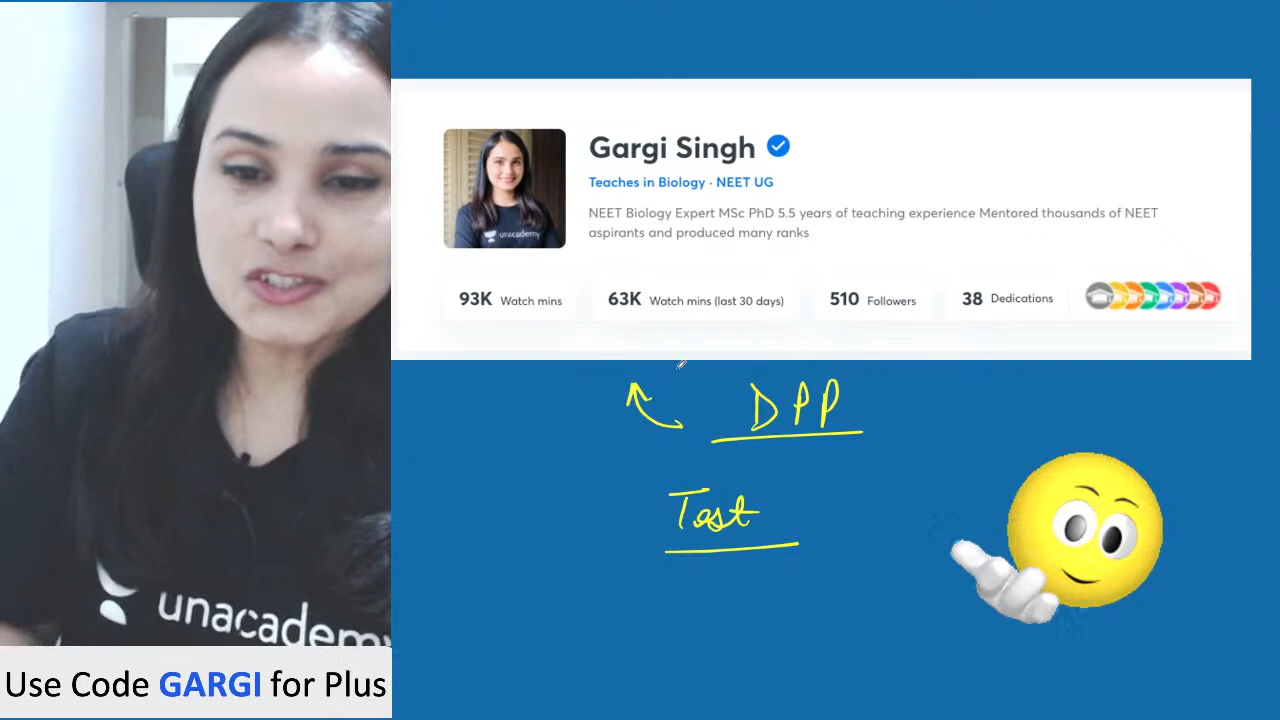 Gargi Singh
Teaches in Biology · NEET UG
NEET Biology Expert MSc PhD 5.5 years of teaching experience Mentored thousands of NEET
aspirants and produced many ranks
unacademy
93K Watch mins
63K Watch mins (last 30 days)
510 Followers
38 Dedications
DPP
Test
unacademy
Use Code GARGI for Plus